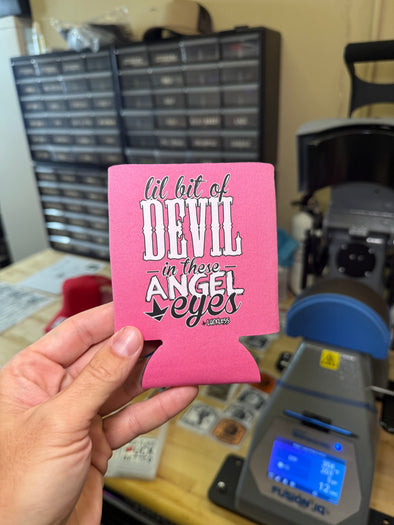 lil bit of
DEVIL
in these
ANGEL
eyes